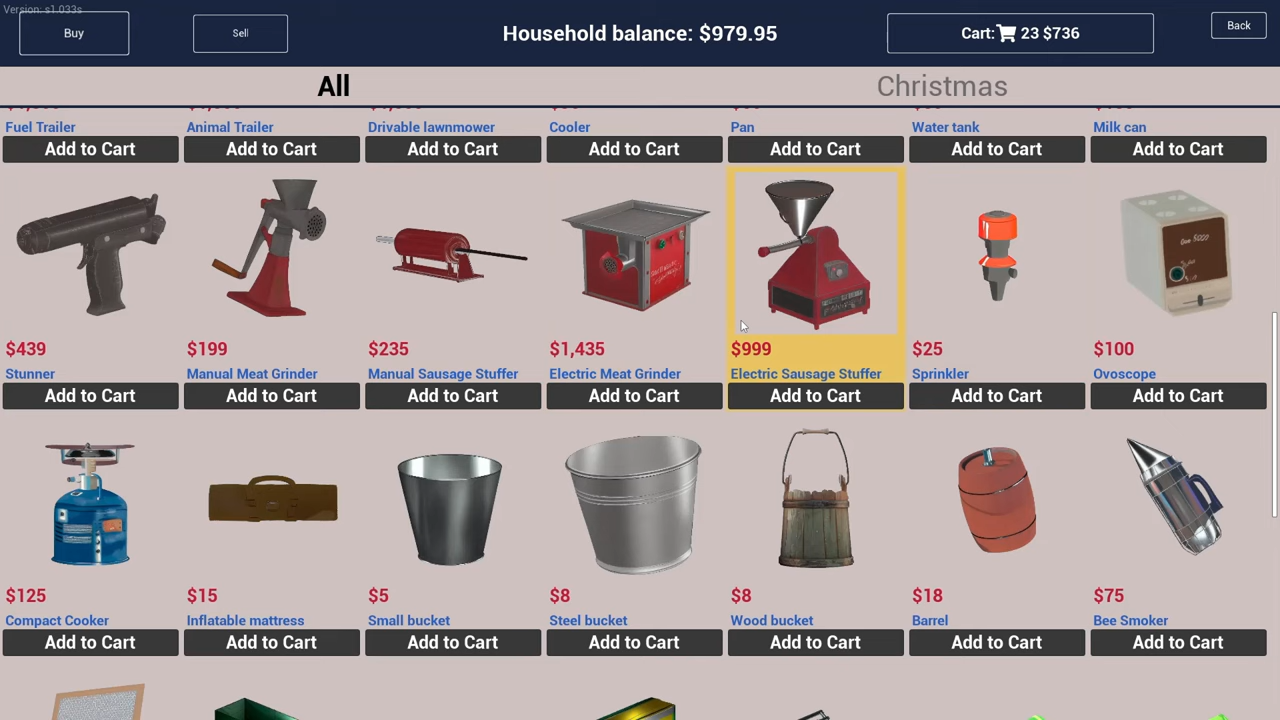 Version: s1.033s
Buy
Sell
Household balance: $979.95
Cart: 23 $736
Back
All
Christmas
Fuel Trailer
Animal Trailer
Drivable lawnmower
Cooler
Pan
Water tank
Milk can
Add to Cart
Add to Cart
Add to Cart
Add to Cart
Add to Cart
Add to Cart
Add to Cart
$439
$199
$235
$1,435
$999
$25
$100
Stunner
Manual Meat Grinder
Manual Sausage Stuffer
Electric Meat Grinder
Electric Sausage Stuffer
Sprinkler
Ovoscope
Add to Cart
Add to Cart
Add to Cart
Add to Cart
Add to Cart
Add to Cart
Add to Cart
$125
$15
$5
$8
$8
$18
$75
Compact Cooker
Inflatable mattress
Small bucket
Steel bucket
Wood bucket
Barrel
Bee Smoker
Add to Cart
Add to Cart
Add to Cart
Add to Cart
Add to Cart
Add to Cart
Add to Cart